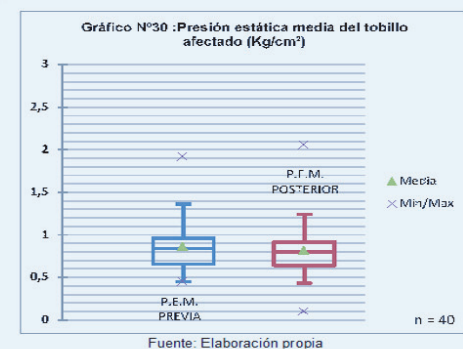 Gráfico Nº30 :Presión estática media del tobillo
afectado (Kg/cm²)
3
2,5
2
1,5
1
0,5
0
P.E.M.
POSTERIOR
P.E.M.
PREVIA
Media
Min/Max
n = 40
Fuente: Elaboración propia